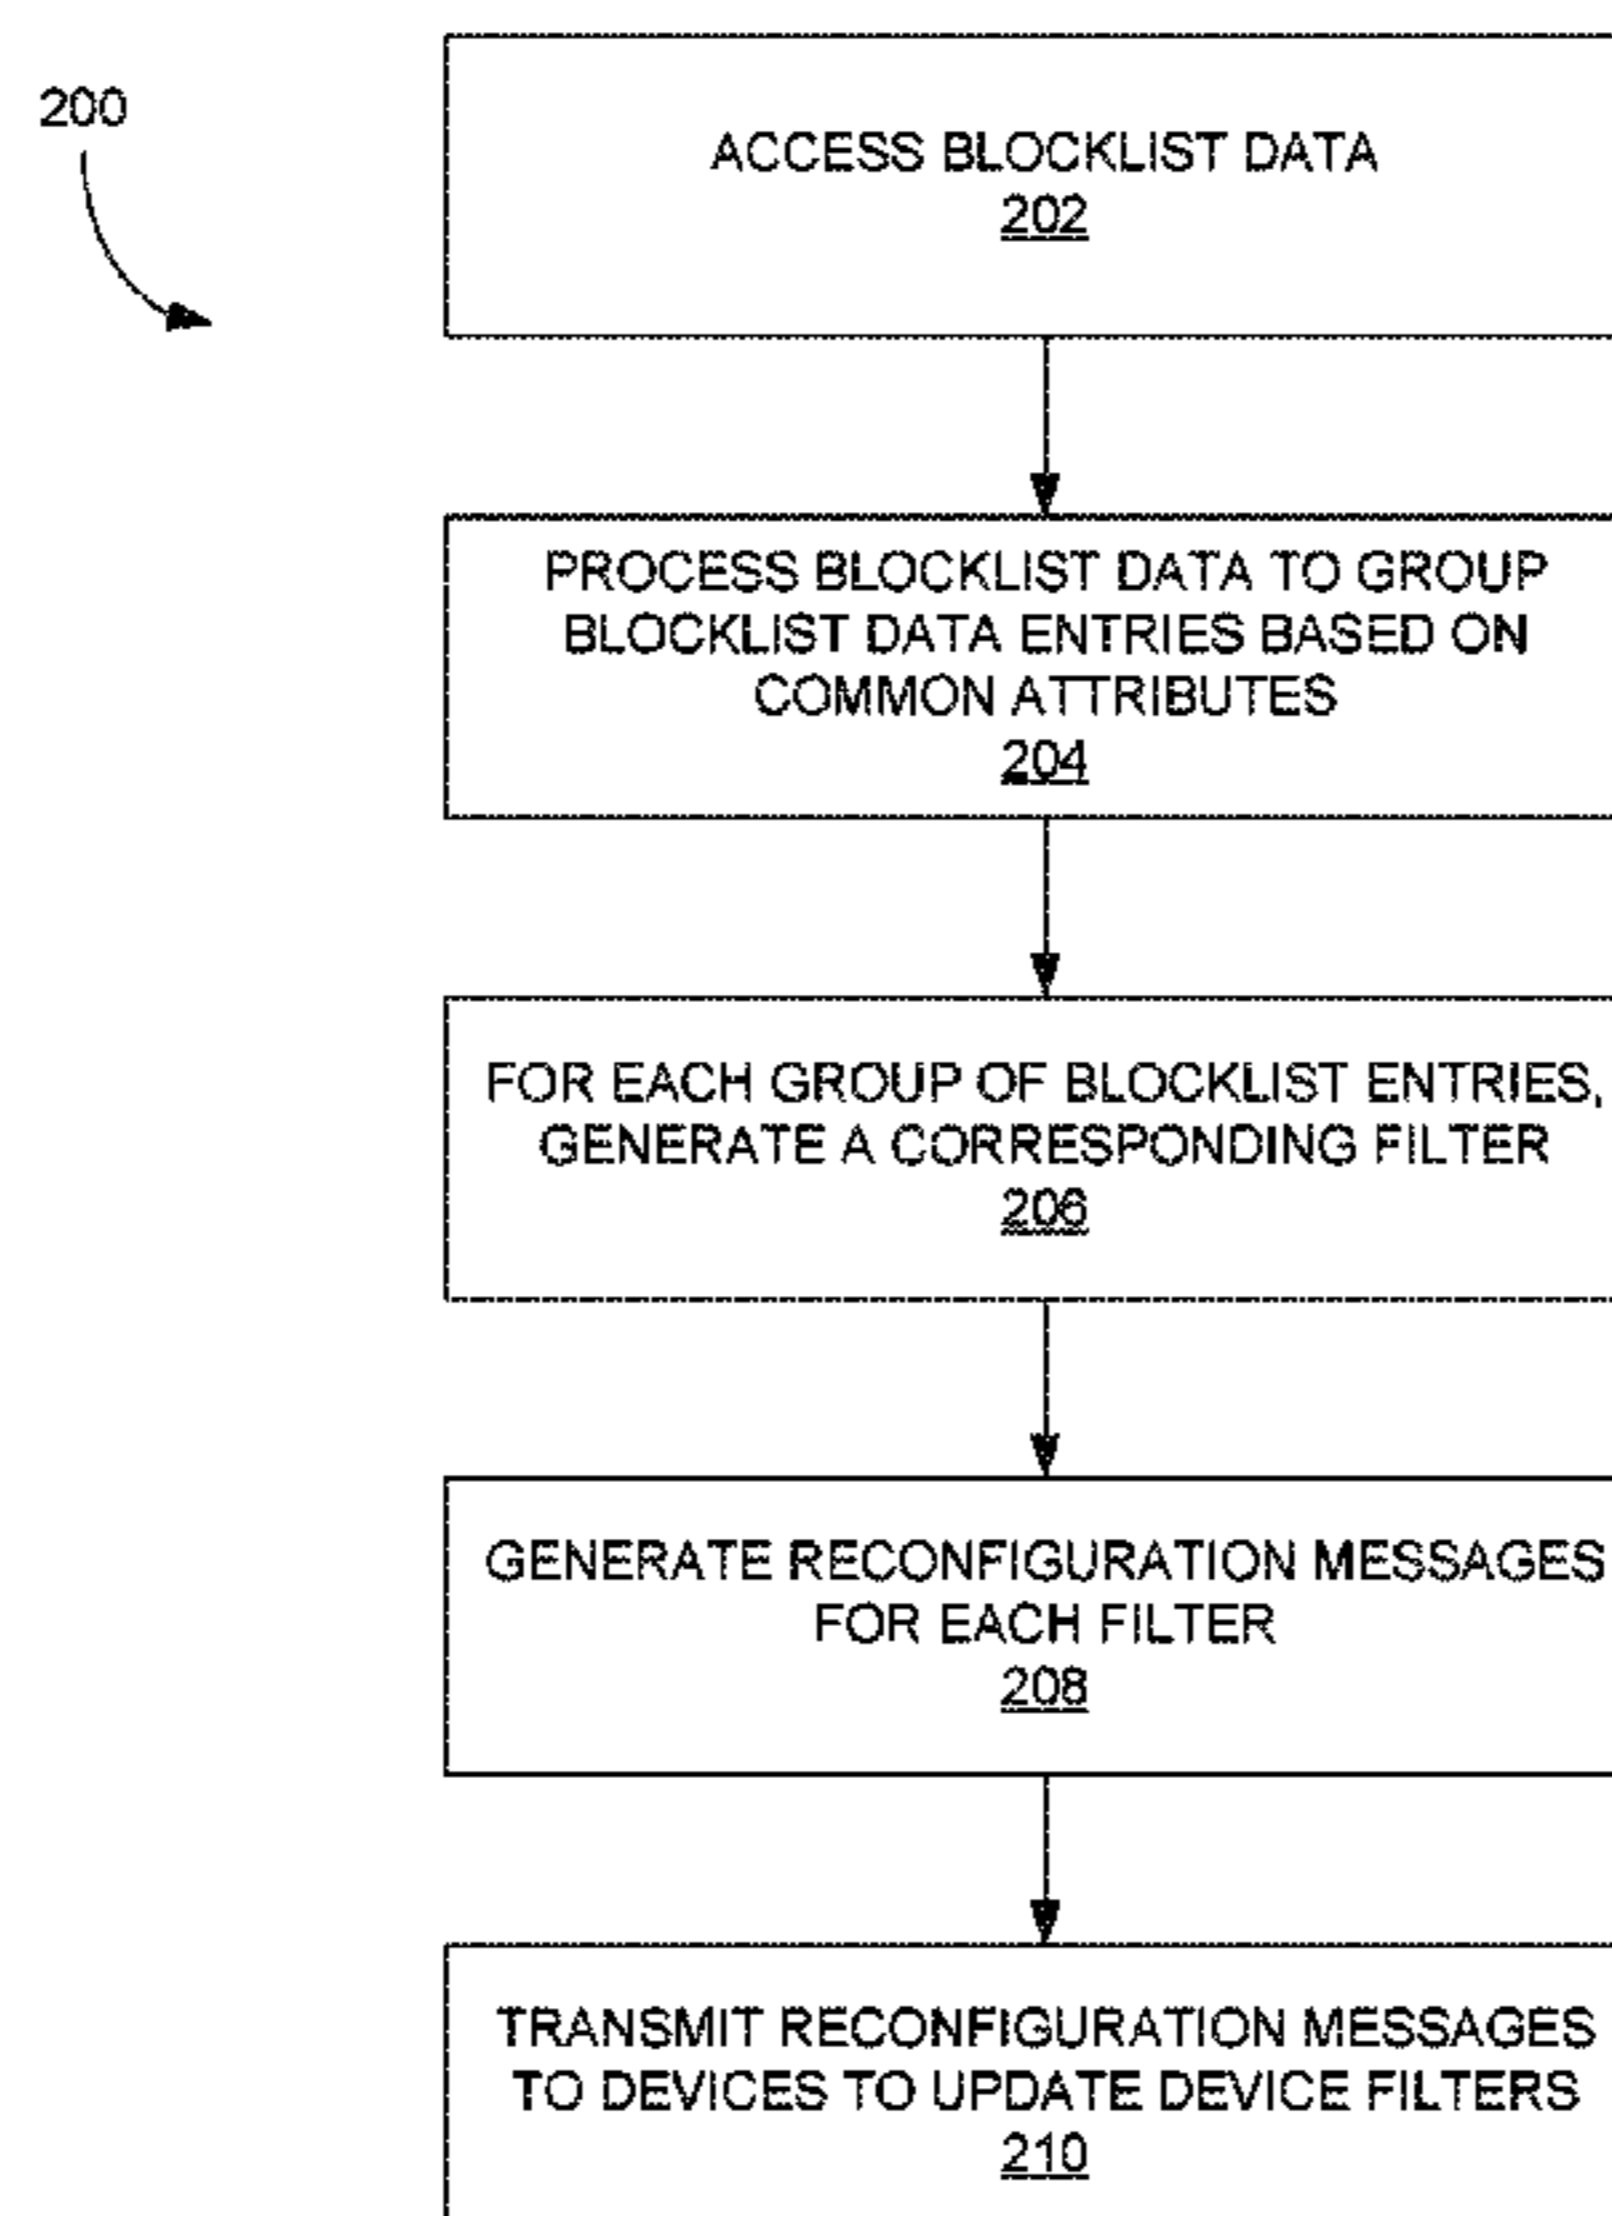 200
ACCESS BLOCKLIST DATA
202
PROCESS BLOCKLIST DATA TO GROUP
BLOCKLIST DATA ENTRIES BASED ON
COMMON ATTRIBUTES
204
FOR EACH GROUP OF BLOCKLIST ENTRIES,
GENERATE A CORRESPONDING FILTER
206
GENERATE RECONFIGURATION MESSAGES
FOR EACH FILTER
208
TRANSMIT RECONFIGURATION MESSAGES
TO DEVICES TO UPDATE DEVICE FILTERS
210